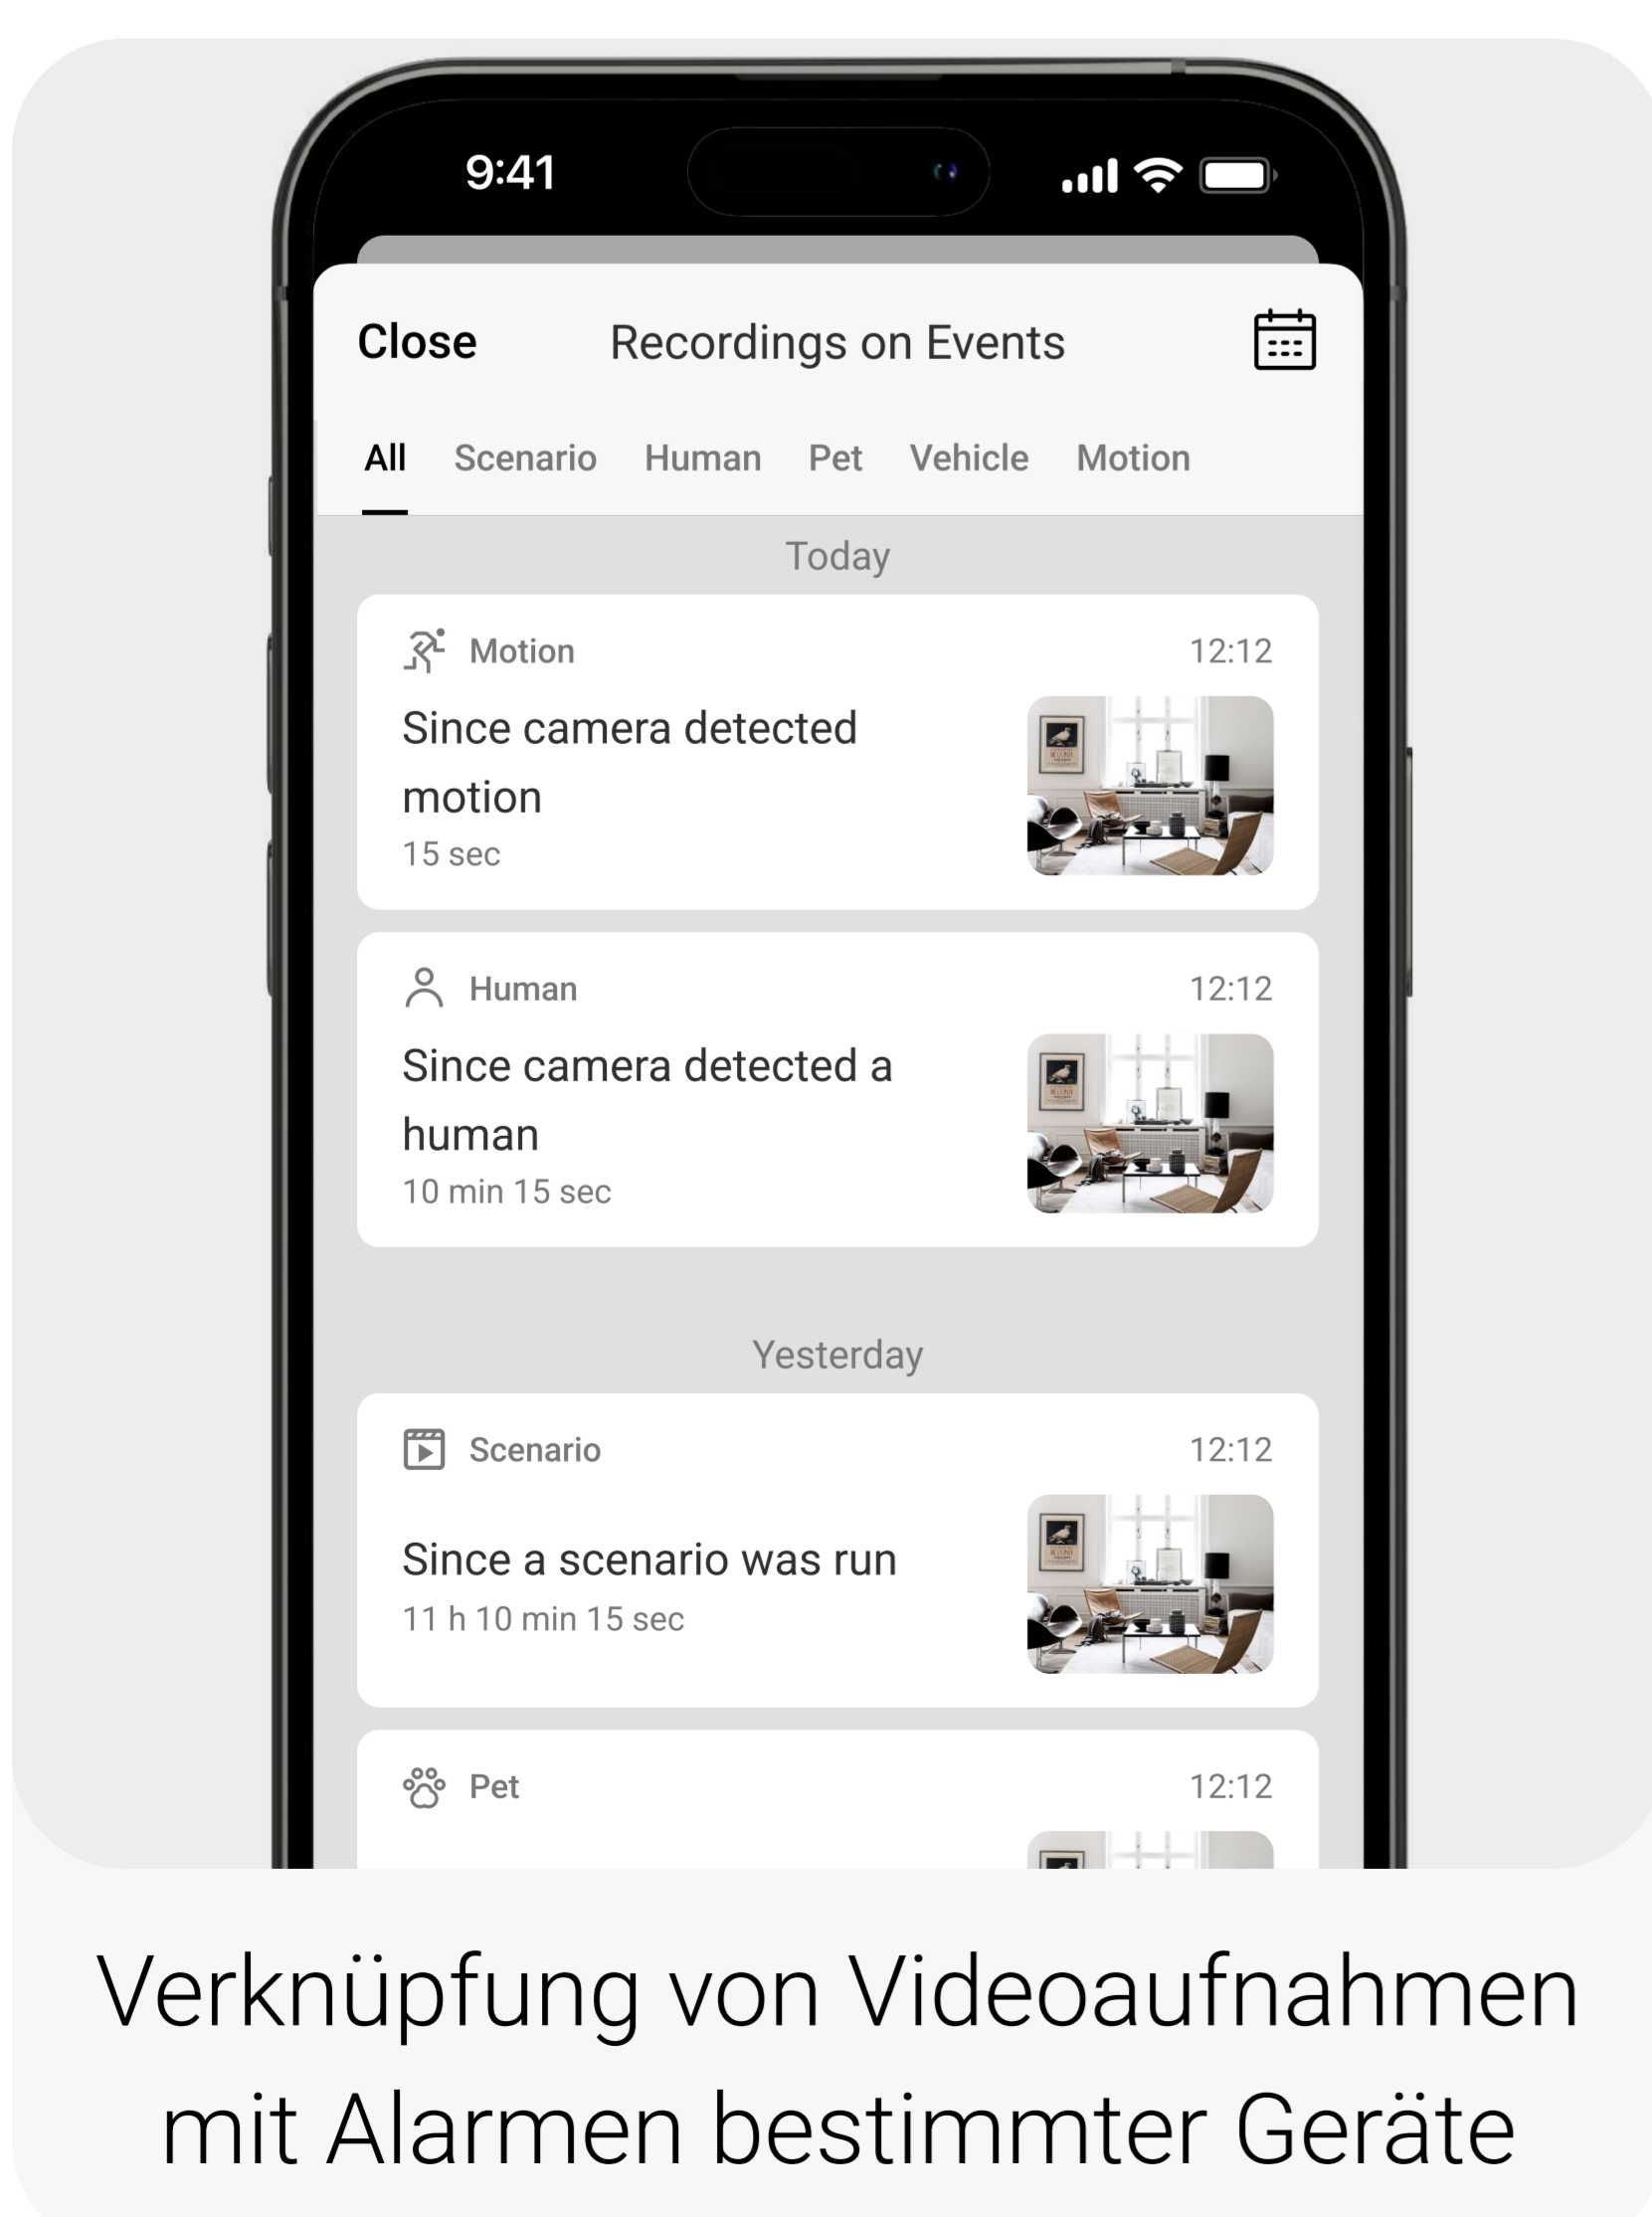 9:41
Close
Recordings on Events
All
Scenario
Human
Pet
Vehicle
Motion
Today
Motion
12:12
Since camera detected
motion
15 sec
Human
12:12
Since camera detected a
human
10 min 15 sec
Yesterday
Scenario
12:12
Since a scenario was run
11 h 10 min 15 sec
Pet
12:12
Verknüpfung von Videoaufnahmen
mit Alarmen bestimmter Geräte